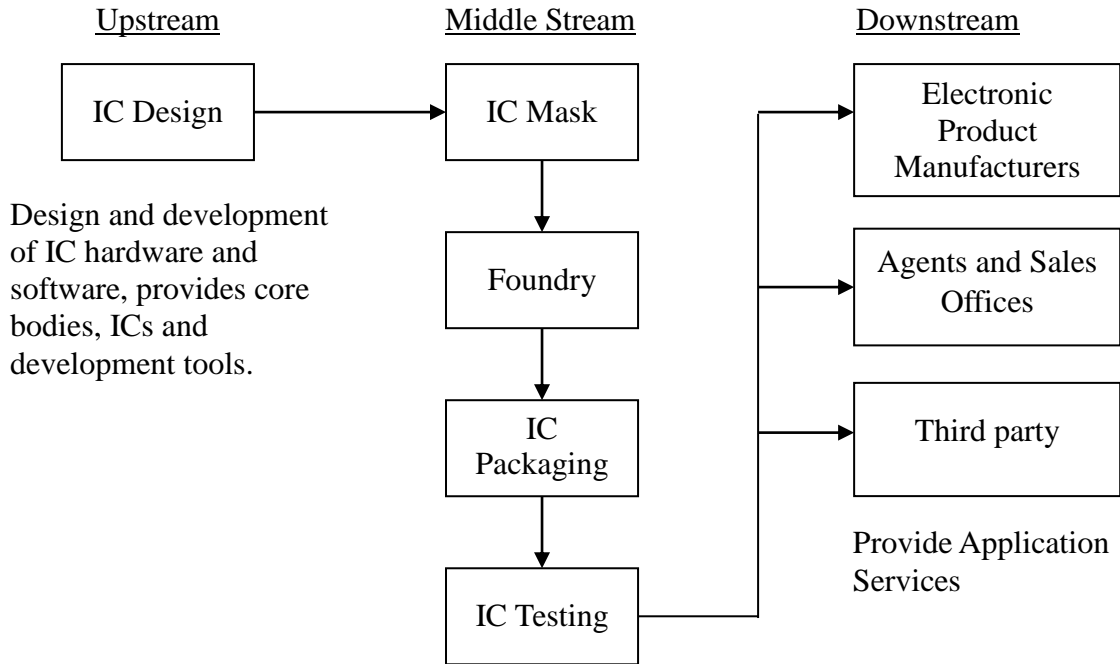 Upstream
Middle Stream
Downstream
IC Design
IC Mask
Electronic
Product
Manufacturers
Design and development
of IC hardware and
software, provides core
bodies, ICs and
development tools.
Foundry
Agents and Sales
Offices
IC
Packaging
Third party
Provide Application
Services
IC Testing